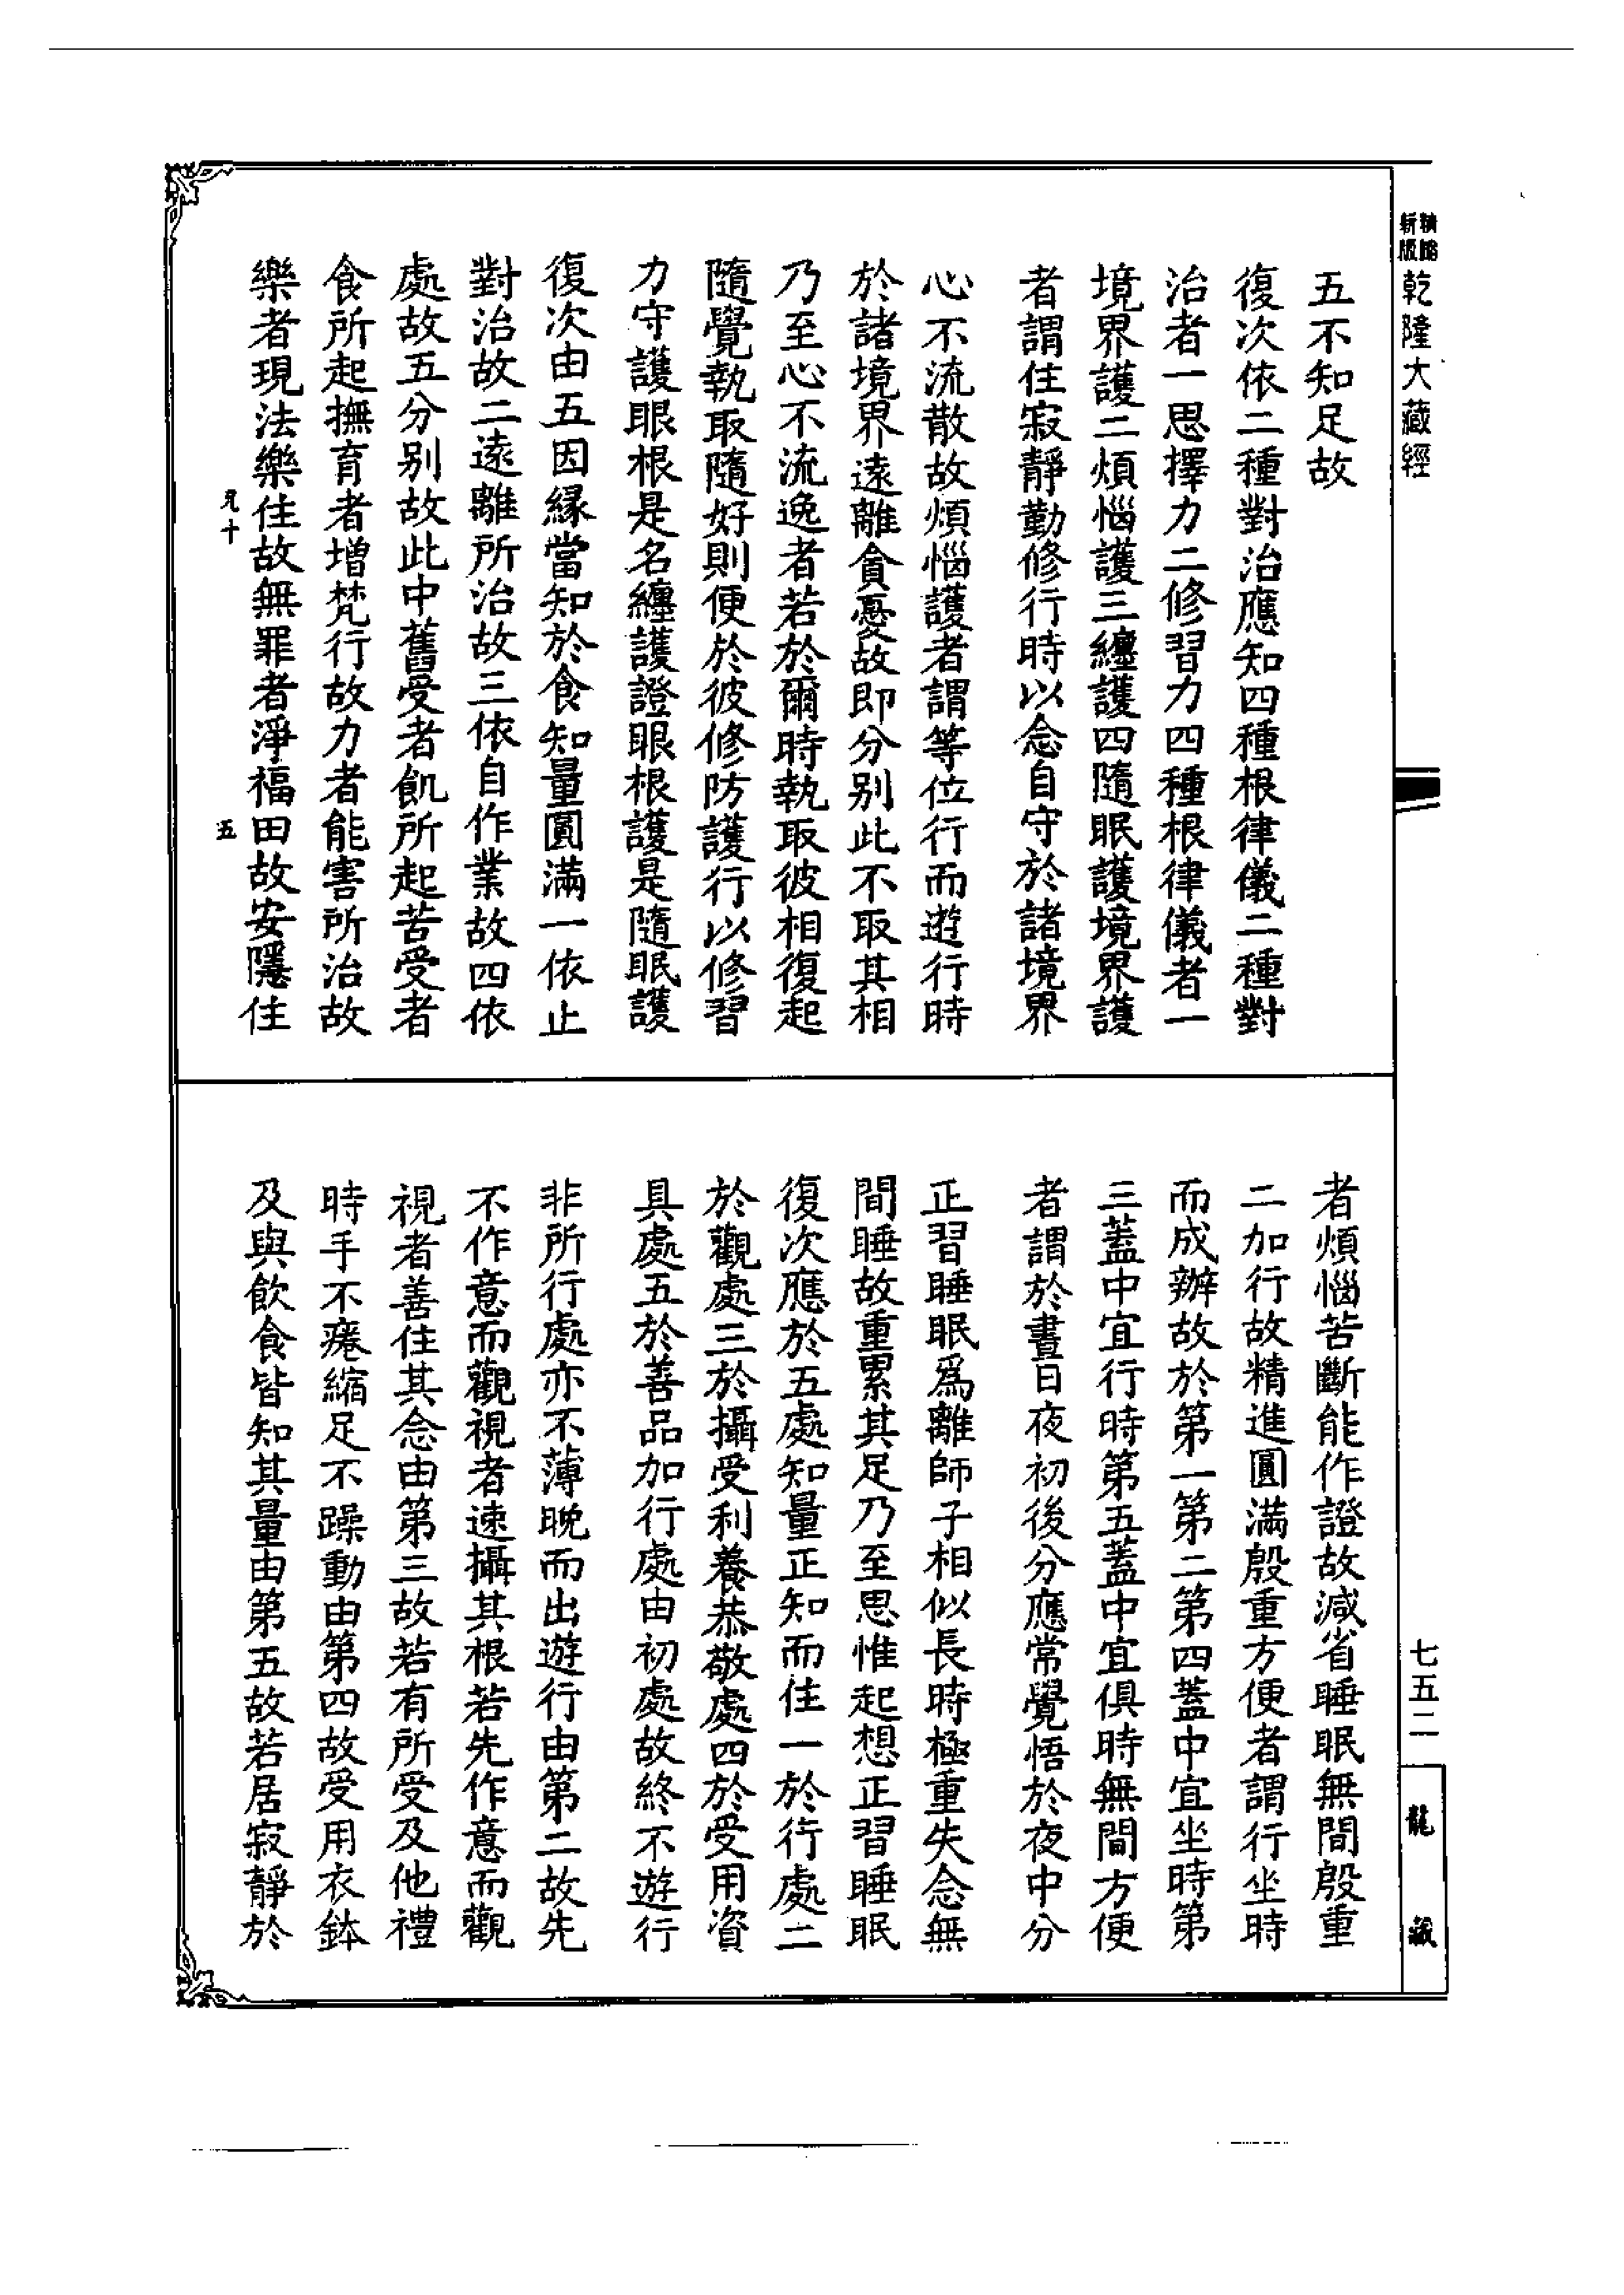 精縮
新版
乾隆大藏經
五不知足故
復次依二種對治應知四種根律儀二種對
治者一思擇力二修習力四種根律儀者一
境界護二煩惱護三纏護四隨眠護境界護
者謂住寂靜勤修行時以念自守於諸境界
心不流散故煩惱護者謂等位行而遊行時
於諸境界遠離貪憂故即分別此不取其相
乃至心不流逸者若於爾時執取彼相復起
隨覺執取隨好則便於彼修防護行以修習
力守護眼根是名纏護證眼根護是隨眠護
復次由五因緣當知於食知量圓滿一依止
對治故二遠離所治故三依自作業故四依
處故五分別故此中舊受者飢所起苦受者
食所起撫育者增梵行故力者能害所治故
樂者現法樂住故無罪者淨福田故安隱住
五
者煩惱苦斷能作證故減省睡眠無間殷重
二加行故精進圓滿殷重方便者謂行坐時
而成辦故於第一第二第四蓋中宜坐時第
三蓋中宜行時第五蓋中宜俱時無間方便
者謂於晝日夜初後分應常覺悟於夜中分
正習睡眠爲離師子相似長時極重失念無
間睡故重累其足乃至思惟起想正習睡眠
復次應於五處知量正知而住一於行處二
於觀處三於攝受利養恭敬處四於受用資
具處五於善品加行處由初處故終不遊行
非所行處亦不薄晚而出遊行由第二故先
不作意而觀視者速攝其根若先作意而觀
視者善住其念由第三故若有所受及他禮
時手不癃縮足不躁動由第四故受用衣鉢
及與飲食皆知其量由第五故若居寂靜於
七五二
龍藏